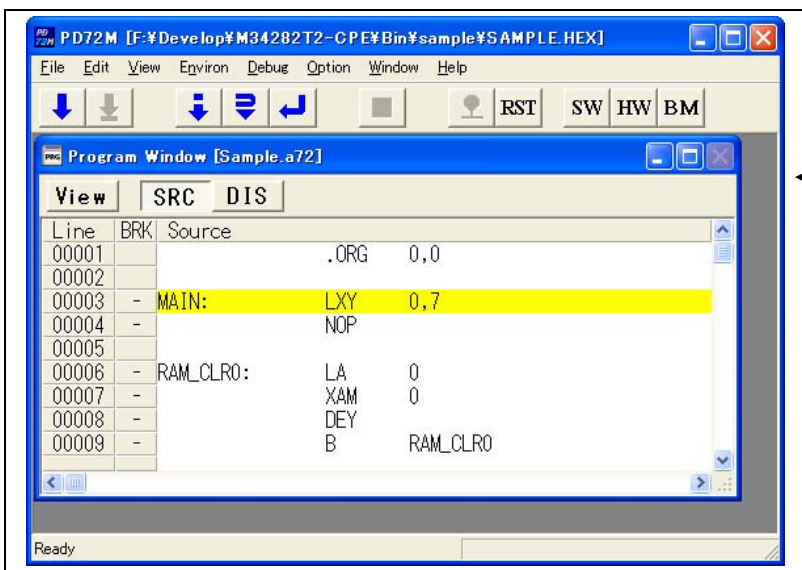 PD72M [F:¥Develop¥M34282T2-CPE¥Bin¥sample¥SAMPLE.HEX]
File Edit View Environ Debug Option Window Help
RST SW HW BM
PRG Program Window [Sample.a72]
View SRC DIS
Line BRK Source
00001 .ORG 0,0
00002
00003 - MAIN: LXY 0,7
00004 - NOP
00005
00006 - RAM_CLR0: LA 0
00007 - XAM 0
00008 - DEY
00009 - B RAM_CLR0
Ready